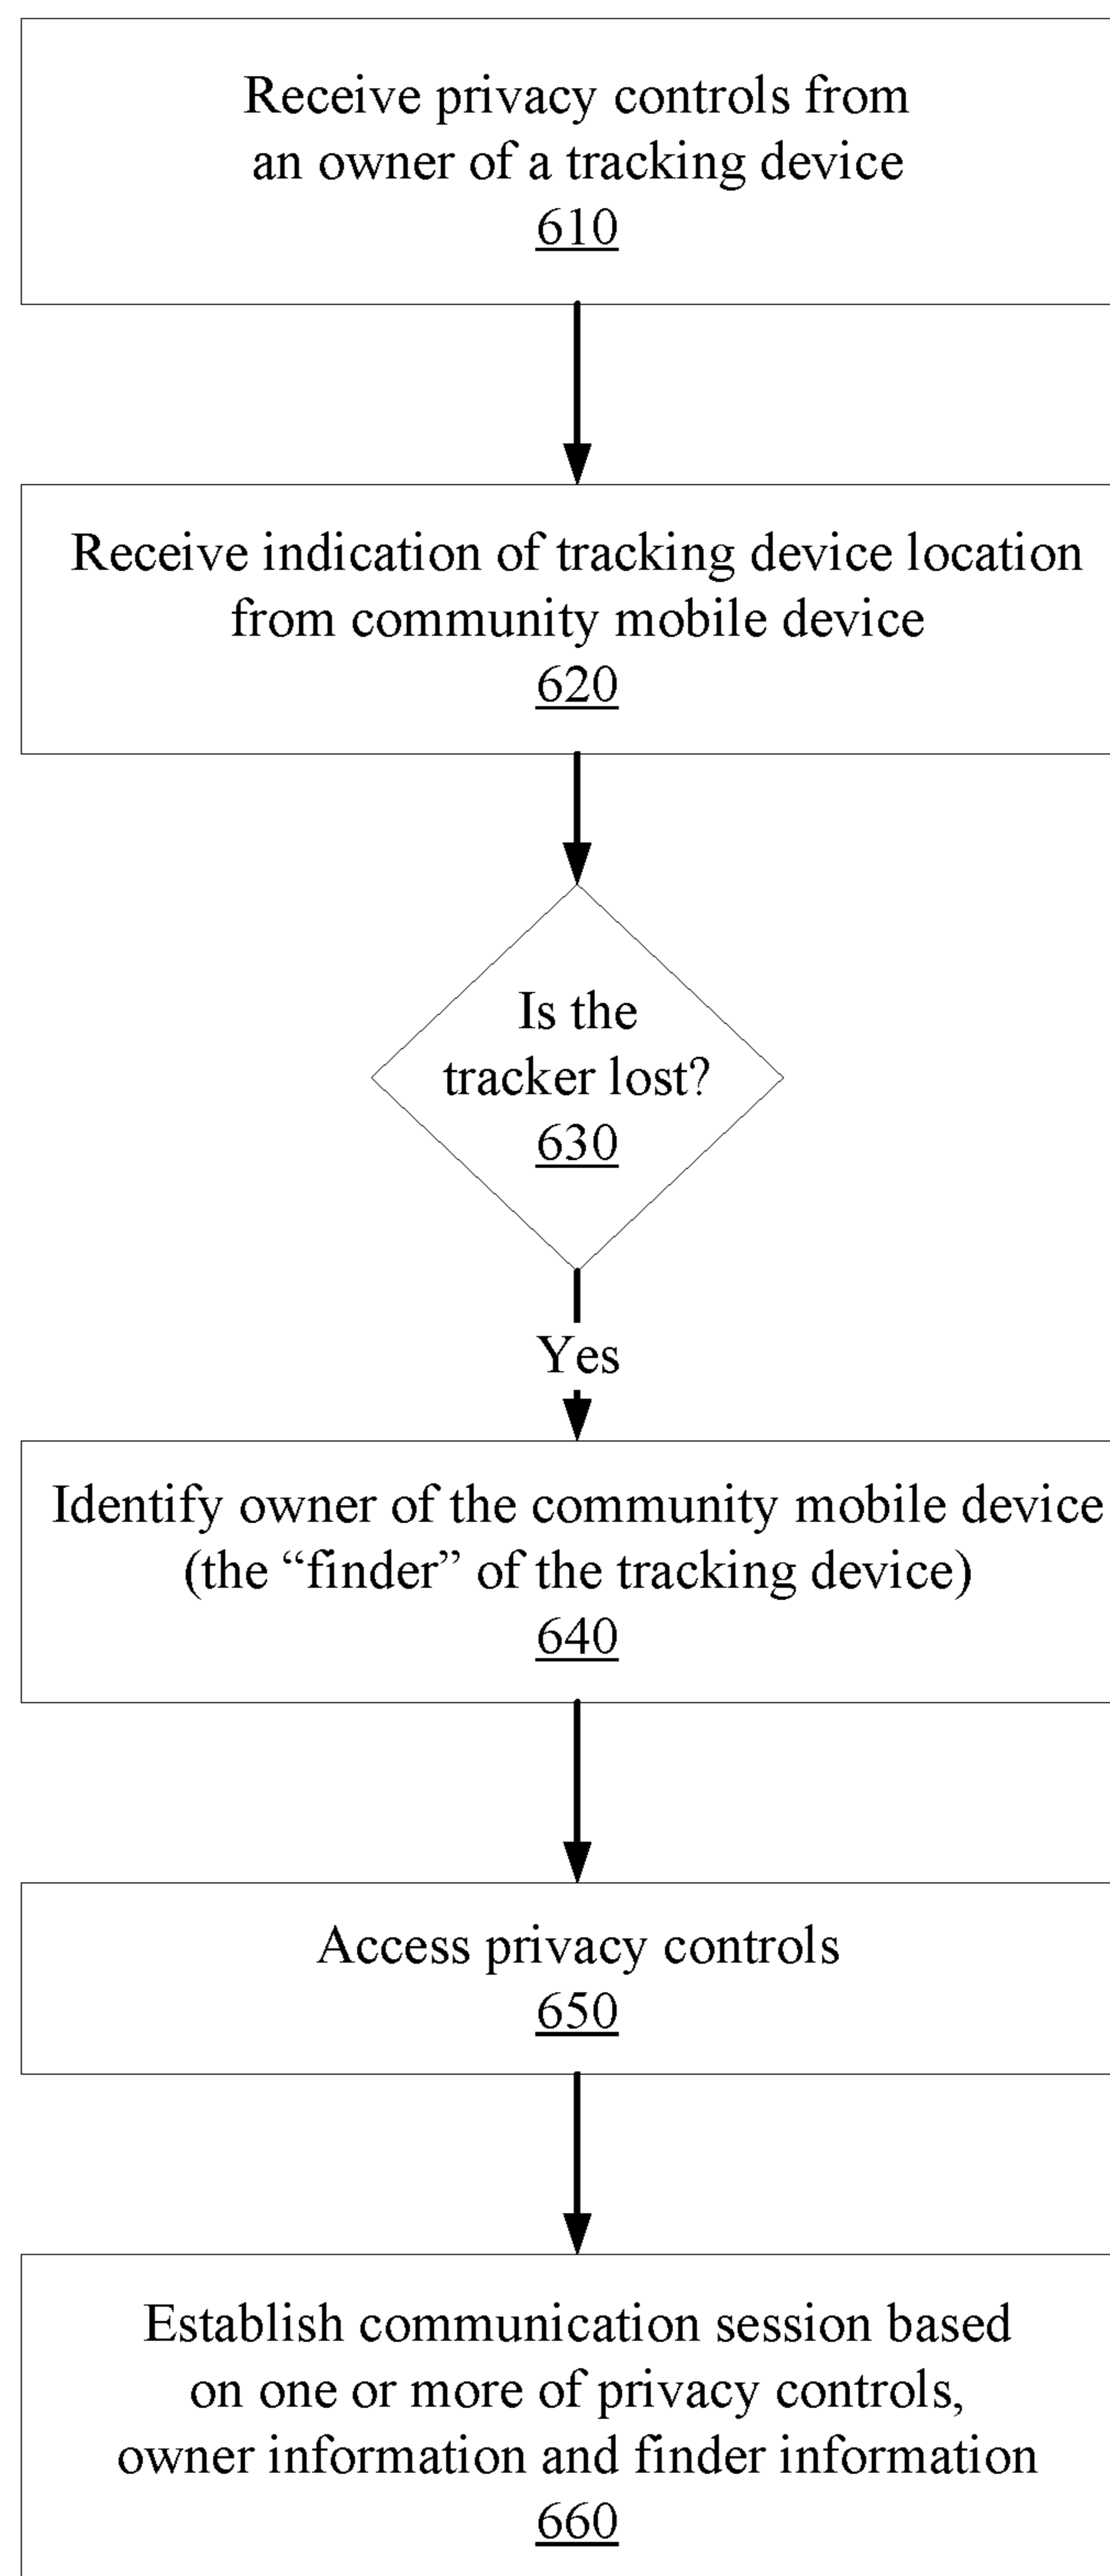 Receive privacy controls from
an owner of a tracking device
610
Receive indication of tracking device location
from community mobile device
620
Is the
tracker lost?
630
Yes
Identify owner of the community mobile device
(the “finder” of the tracking device)
640
Access privacy controls
650
Establish communication session based
on one or more of privacy controls,
owner information and finder information
660